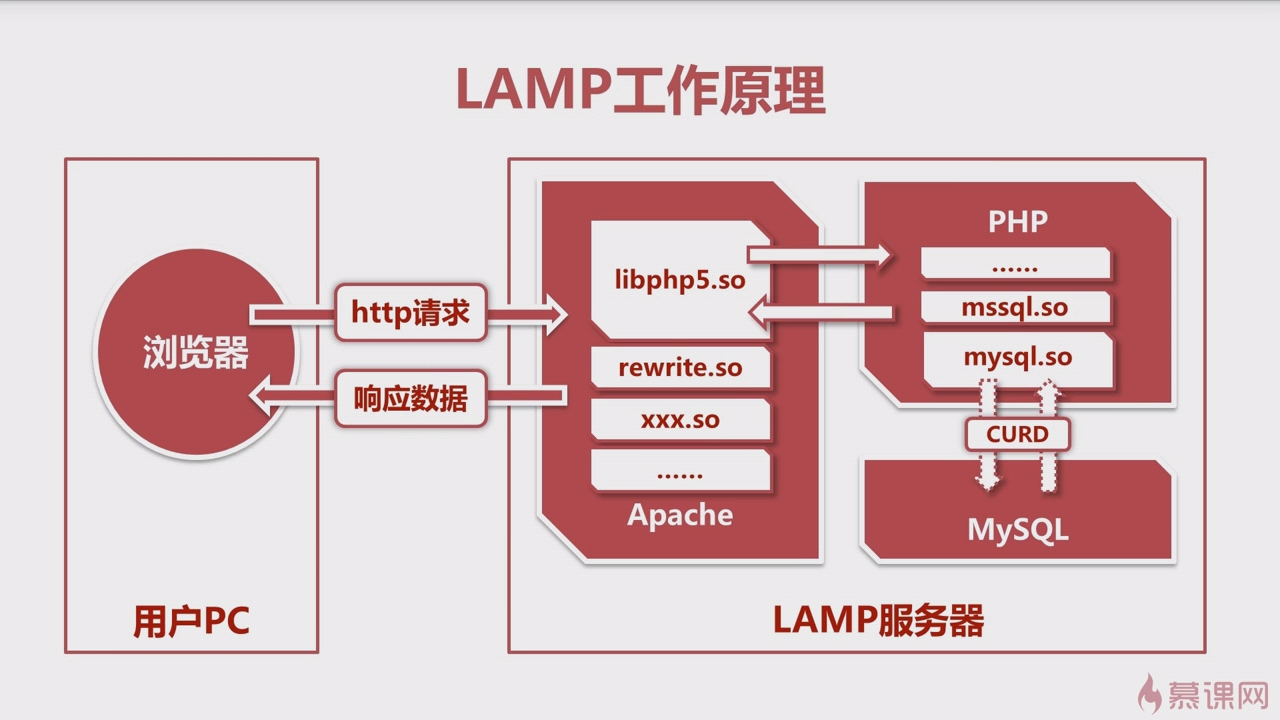 LAMP工作原理
浏览器
http请求
响应数据
用户PC
libphp5.so
rewrite.so
xxx.so
......
Apache
PHP
......
mssql.so
mysql.so
CURD
MySQL
LAMP服务器
慕课网